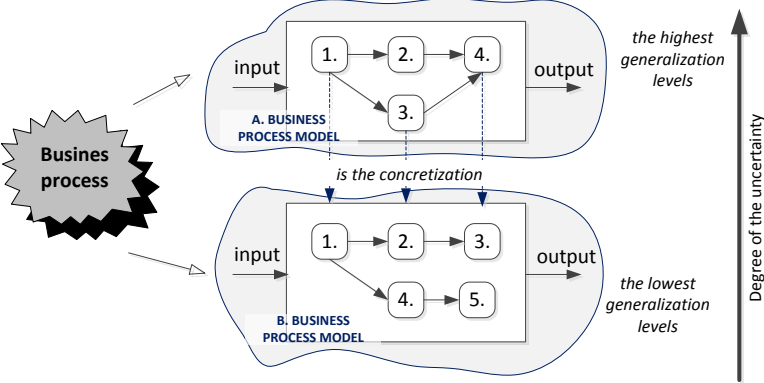 the highest
generalization
levels
1.
2.
4.
input
output
3.
A. BUSINESS
PROCESS MODEL
Busines
process
is the concretization
1.
2.
3.
input
output
4.
5.
B. BUSINESS
PROCESS MODEL
the lowest
generalization
levels
Degree of the uncertainty